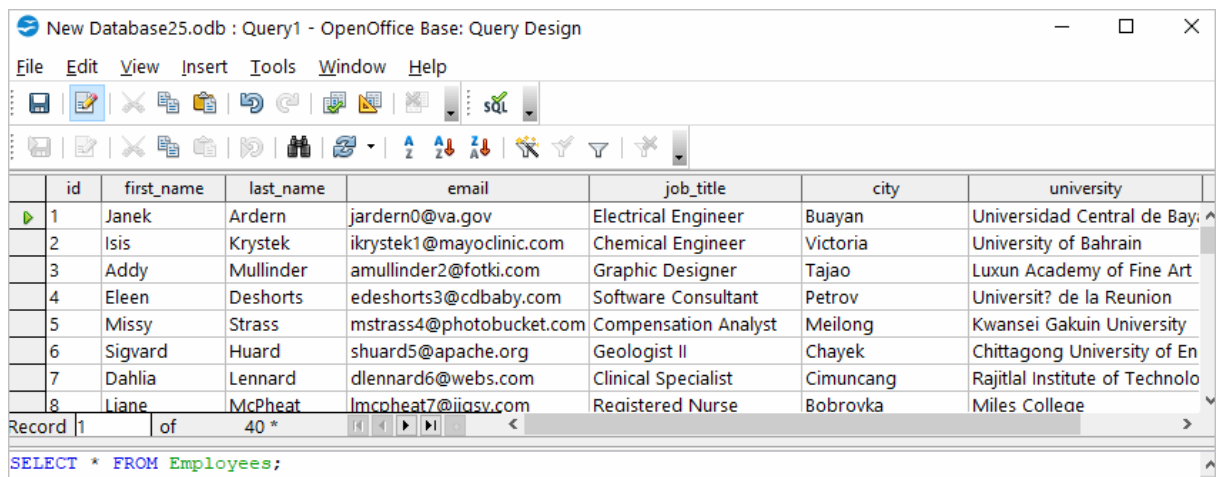 New Database25.odb : Query1 - OpenOffice Base: Query Design
File Edit View Insert Tools Window Help
SQL
id first_name last_name email job_title city university
1 Janek Ardern jardern0@va.gov Electrical Engineer Buayan Universidad Central de Bay
2 Isis Krystek ikrystek1@mayoclinic.com Chemical Engineer Victoria University of Bahrain
3 Addy Mullinder amullinder2@fotki.com Graphic Designer Tajao Luxun Academy of Fine Art
4 Eleen Deshorts edeshorts3@cdbaby.com Software Consultant Petrov Universit? de la Reunion
5 Missy Strass mstrass4@photobucket.com Compensation Analyst Meilong Kwansei Gakuin University
6 Sigvard Huard shuard5@apache.org Geologist II Chayek Chittagong University of En
7 Dahlia Lennard dlennard6@webs.com Clinical Specialist Cimuncang Rajitlal Institute of Technolo
8 Liane McPheat lmcpheat7@jigsy.com Registered Nurse Bobrovka Miles College
Record 1 of 40 *
SELECT * FROM Employees;